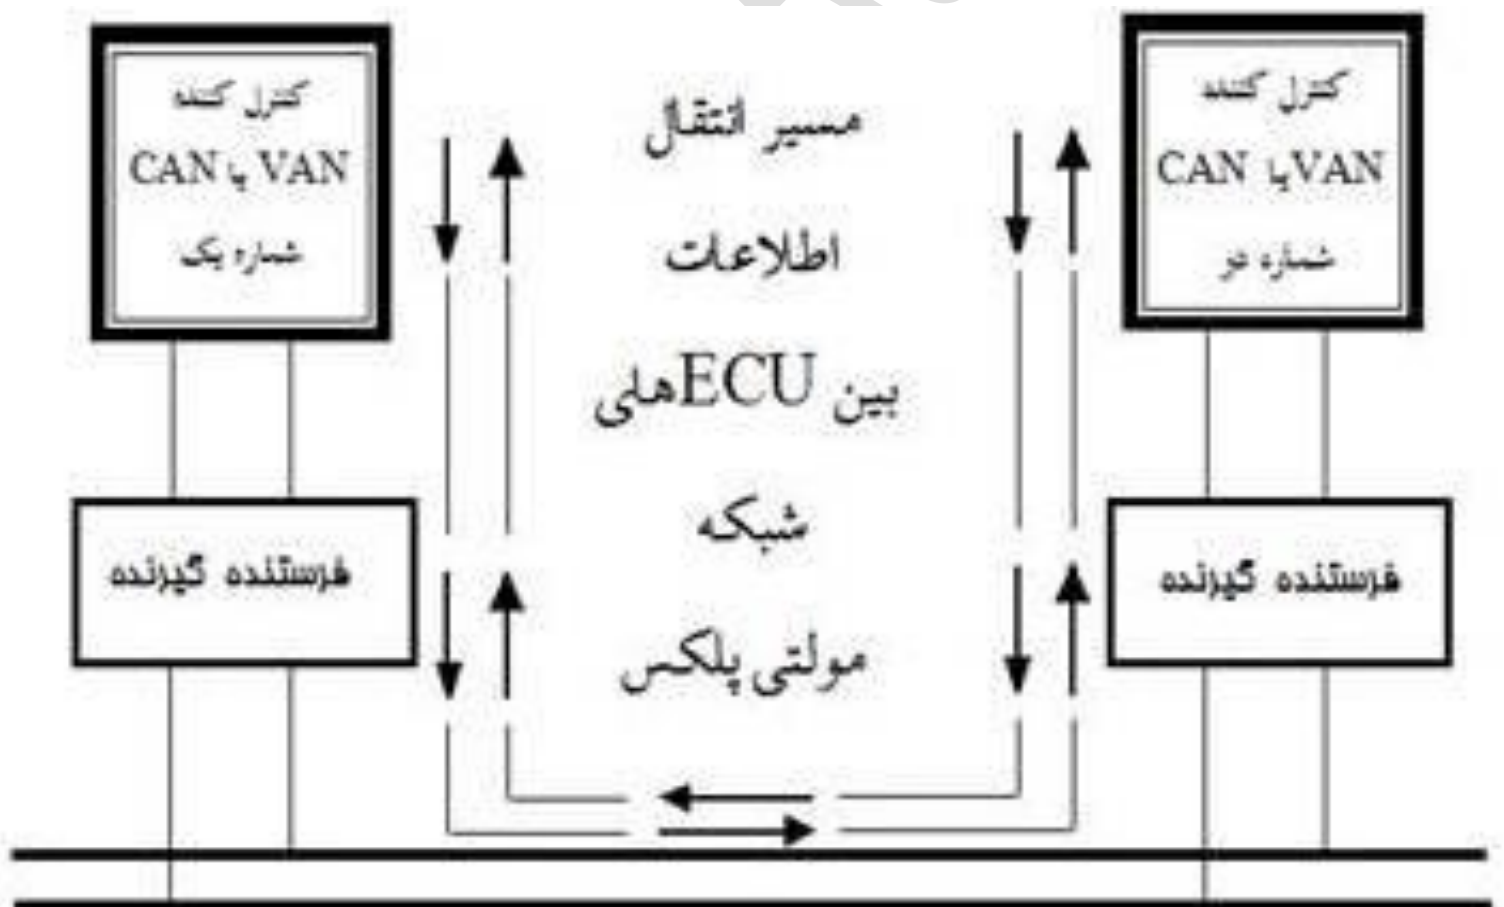 کنترل کننده
VAN یا CAN
شماره دو
مسیر انتقال
اطلاعات
بین ECUهای
شبکه
مولتی پلکس
کنترل کننده
VAN یا CAN
شماره یک
فرستنده گیرنده
فرستنده گیرنده